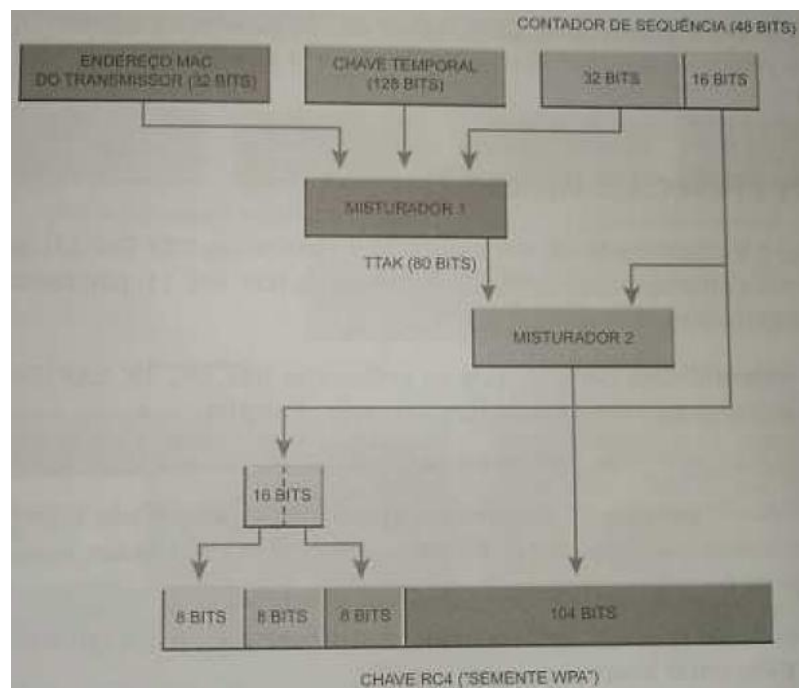 CONTADOR DE SEQUÊNCIA (48 BITS)
ENDEREÇO MAC
DO TRANSMISSOR (32 BITS)
CHAVE TEMPORAL
(128 BITS)
32 BITS
16 BITS
MISTURADOR 1
TTAK (80 BITS)
MISTURADOR 2
16 BITS
8 BITS
8 BITS
8 BITS
104 BITS
CHAVE RC4 ("SEMENTE WPA")